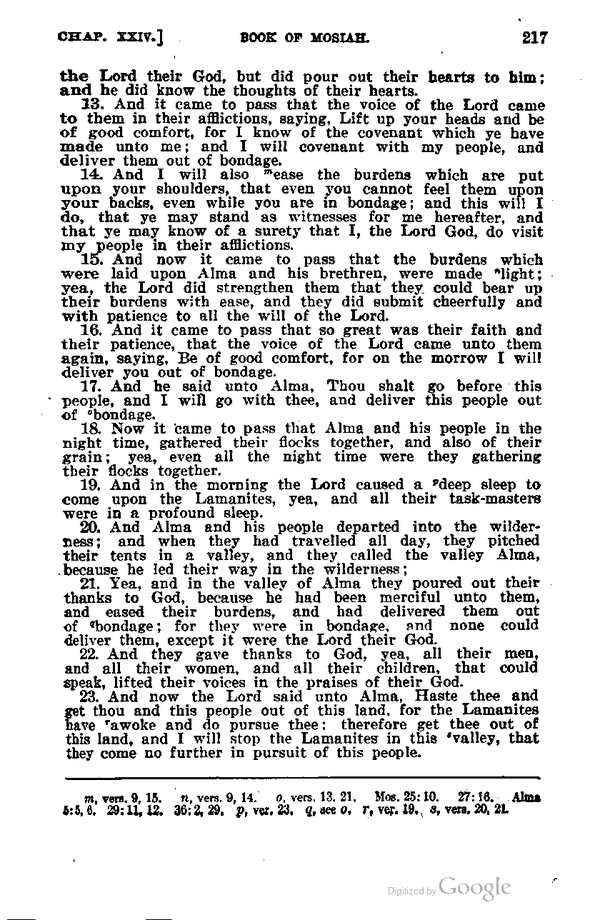 CHAP. XXIV.] BOOK OF MOSIAH. 217
the Lord their God, but did pour out their hearts to him;
and he did know the thoughts of their hearts.
13. And it came to pass that the voice of the Lord came
to them in their afflictions, saying, Lift up your heads and be
of good comfort, for I know of the covenant which ye have
made unto me; and I will covenant with my people, and
deliver them out of bondage.
14. And I will also ᵐease the burdens which are put
upon your shoulders, that even you cannot feel them upon
your backs, even while you are in bondage; and this will I
do, that ye may stand as witnesses for me hereafter, and
that ye may know of a surety that I, the Lord God, do visit
my people in their afflictions.
15. And now it came to pass that the burdens which
were laid upon Alma and his brethren, were made ⁿlight;
yea, the Lord did strengthen them that they could bear up
their burdens with ease, and they did submit cheerfully and
with patience to all the will of the Lord.
16. And it came to pass that so great was their faith and
their patience, that the voice of the Lord came unto them
again, saying, Be of good comfort, for on the morrow I will
deliver you out of bondage.
17. And he said unto Alma, Thou shalt go before this
people, and I will go with thee, and deliver this people out
of ᵒbondage.
18. Now it came to pass that Alma and his people in the
night time, gathered their flocks together, and also of their
grain; yea, even all the night time were they gathering
their flocks together.
19. And in the morning the Lord caused a ᵖdeep sleep to
come upon the Lamanites, yea, and all their task-masters
were in a profound sleep.
20. And Alma and his people departed into the wilder-
ness; and when they had travelled all day, they pitched
their tents in a valley, and they called the valley Alma,
because he led their way in the wilderness;
21. Yea, and in the valley of Alma they poured out their
thanks to God, because he had been merciful unto them,
and eased their burdens, and had delivered them out
of qbondage; for they were in bondage, and none could
deliver them, except it were the Lord their God.
22. And they gave thanks to God, yea, all their men,
and all their women, and all their children, that could
speak, lifted their voices in the praises of their God.
23. And now the Lord said unto Alma, Haste thee and
get thou and this people out of this land, for the Lamanites
have ʳawoke and do pursue thee; therefore get thee out of
this land, and I will stop the Lamanites in this ˢvalley, that
they come no further in pursuit of this people.
m, vers. 9, 15. n, vers. 9, 14. o, vers. 13. 21. Mos. 25:10. 27:16. Alma
5:5, 6. 29:11, 12. 36:2, 29. p, ver. 23. q, see o. r, ver. 19. s, vers. 20, 21.
Digitized by Google